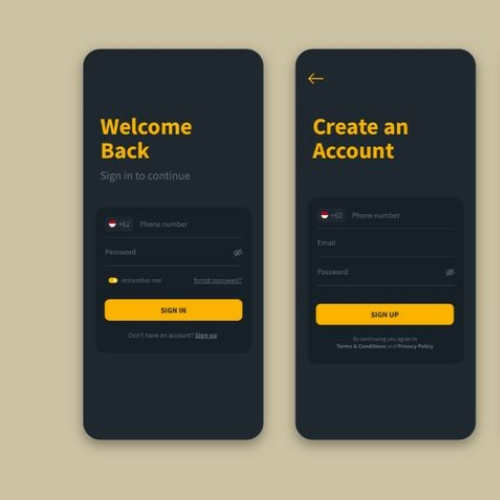 Welcome
Back
Sign in to continue
+62 Phone number
Password
remember me forgot password?
SIGN IN
Don't have an account? Sign up
Create an
Account
+62 Phone number
Email
Password
SIGN UP
By continuing you agree to
Terms & Conditions and Privacy Policy